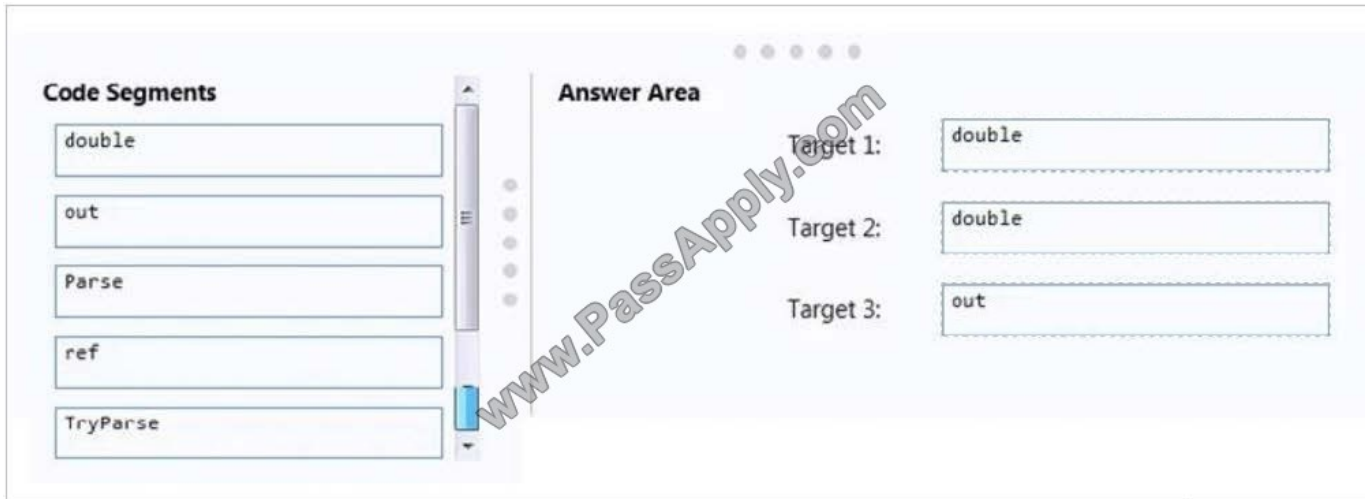 Code Segments
double
out
Parse
ref
TryParse
Answer Area
Target 1:
double
Target 2:
double
Target 3:
out
www.PassApply.com